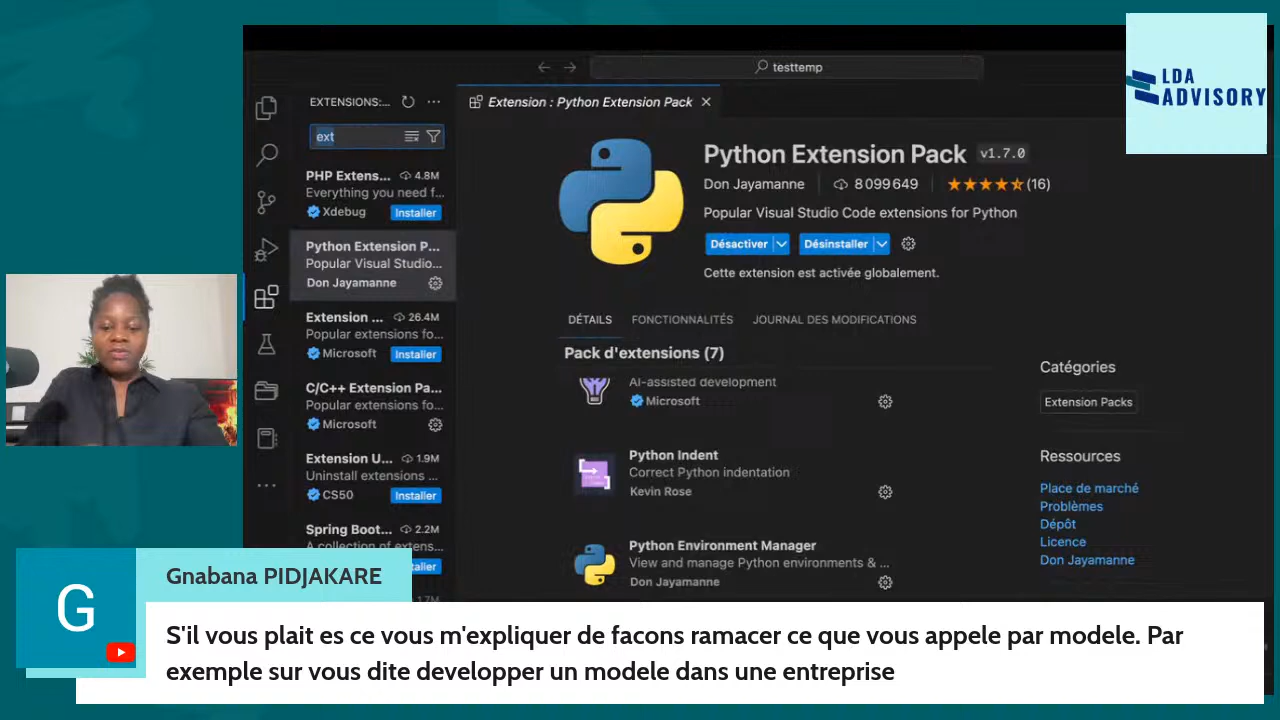 testtemp
LDA
ADVISORY
EXTENSIONS:...
ext
PHP Extens... 4.8M
Everything you need f...
Xdebug Installer
Python Extension P...
Popular Visual Studio...
Don Jayamanne
Extension ... 26.4M
Popular extensions fo...
Microsoft Installer
C/C++ Extension Pa...
Popular extensions fo...
Microsoft
Extension U... 1.9M
Uninstall extensions ...
CS50 Installer
Spring Boot... 2.2M
A collection of extens...
Extension : Python Extension Pack
Python Extension Pack v1.7.0
Don Jayamanne 8 099 649 (16)
Popular Visual Studio Code extensions for Python
Désactiver Désinstaller
Cette extension est activée globalement.
DÉTAILS FONCTIONNALITÉS JOURNAL DES MODIFICATIONS
Pack d'extensions (7)
AI-assisted development
Microsoft
Python Indent
Correct Python indentation
Kevin Rose
Python Environment Manager
View and manage Python environments & ...
Don Jayamanne
Catégories
Extension Packs
Ressources
Place de marché
Problèmes
Dépôt
Licence
Don Jayamanne
G
Gnabana PIDJAKARE
S'il vous plait es ce vous m'expliquer de facons ramacer ce que vous appele par modele. Par
exemple sur vous dite developper un modele dans une entreprise